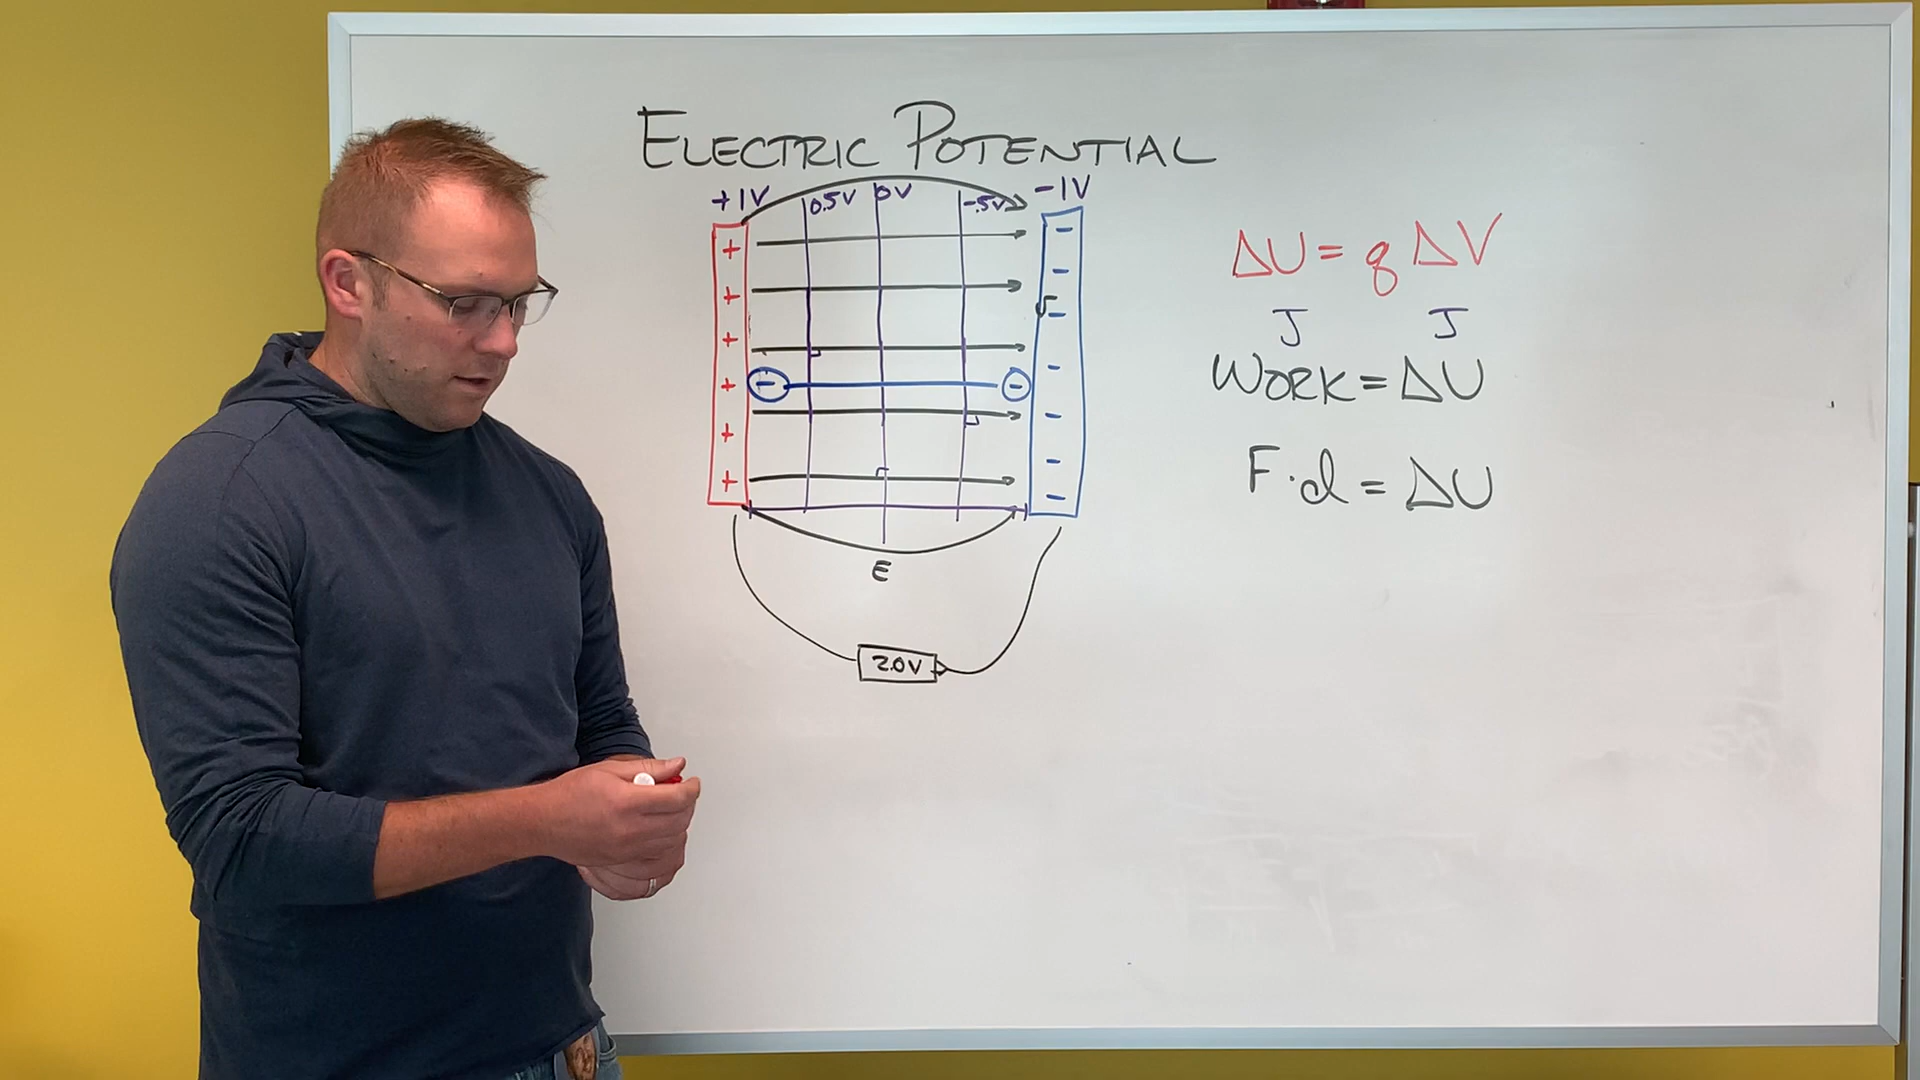 ELECTRIC POTENTIAL
+1V 0.5V 0V -.5V -1V
+ -
+ -
+ -
+ - - -
+ -
+ -
-
E
2.0V
ΔU = q ΔV
J J
WORK = ΔU
F·d = ΔU